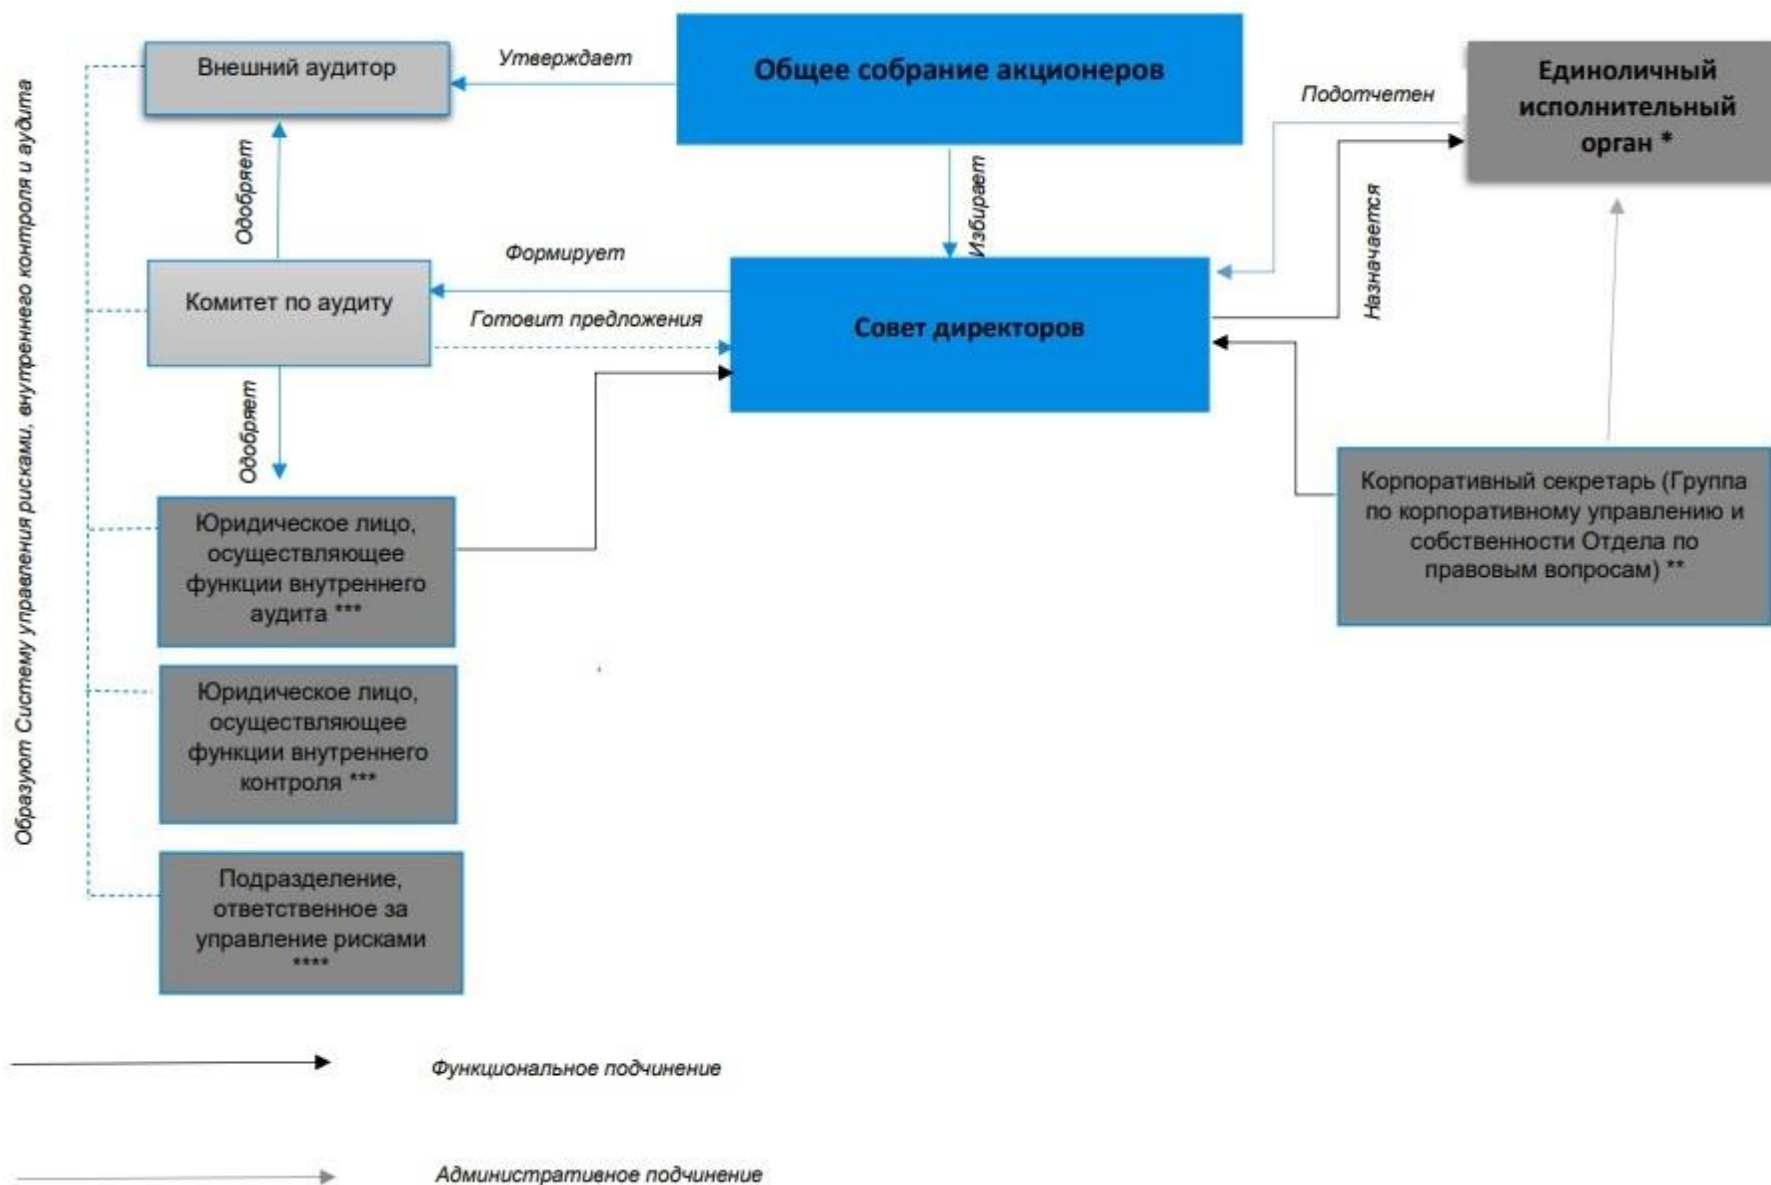 Общее собрание акционеров
Внешний аудитор
Утверждает
Единоличный
исполнительный
орган *
Подотчетен
Одобряет
Избирает
Назначается
Формирует
Комитет по аудиту
Готовит предложения
Совет директоров
Одобряет
Юридическое лицо,
осуществляющее
функции внутреннего
аудита ***
Корпоративный секретарь (Группа
по корпоративному управлению и
собственности Отдела по
правовым вопросам) **
Юридическое лицо,
осуществляющее
функции внутреннего
контроля ***
Подразделение,
ответственное за
управление рисками
****
Образуют Систему управления рисками, внутреннего контроля и аудита
Функциональное подчинение
Административное подчинение